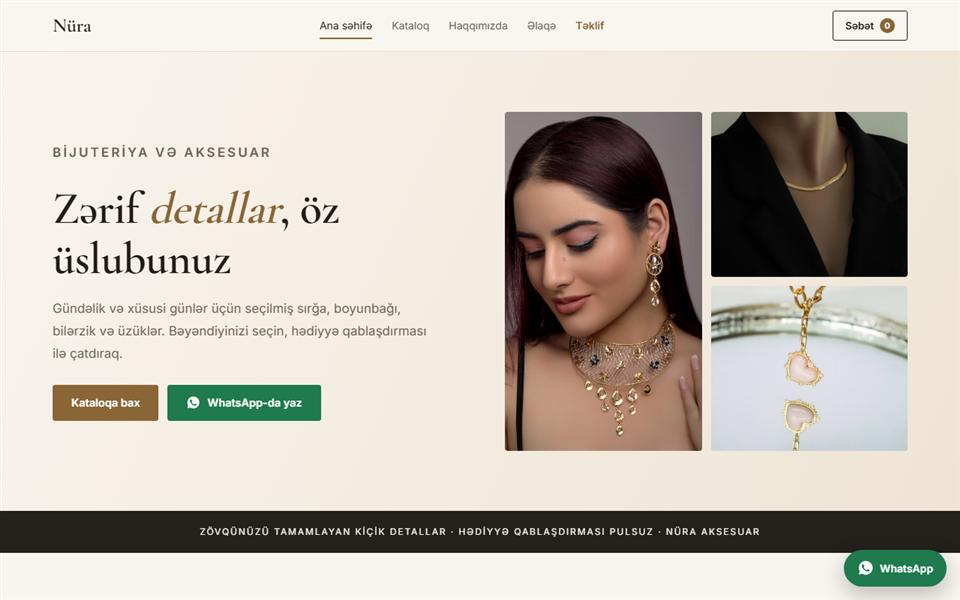 Nüra
Ana səhifə
Kataloq
Haqqımızda
Əlaqə
Təklif
Səbət 0
BİJUTERİYA VƏ AKSESUAR
Zərif detallar, öz
üslubunuz
Gündəlik və xüsusi günlər üçün seçilmiş sırğa, boyunbağı,
bilərzik və üzüklər. Bəyəndiyinizi seçin, hədiyyə qablaşdırması
ilə çatdıraq.
Kataloqa bax
WhatsApp-da yaz
ZÖVQÜNÜZÜ TAMAMLAYAN KİÇİK DETALLAR · HƏDİYYƏ QABLAŞDIRMASI PULSUZ · NÜRA AKSESUAR
WhatsApp